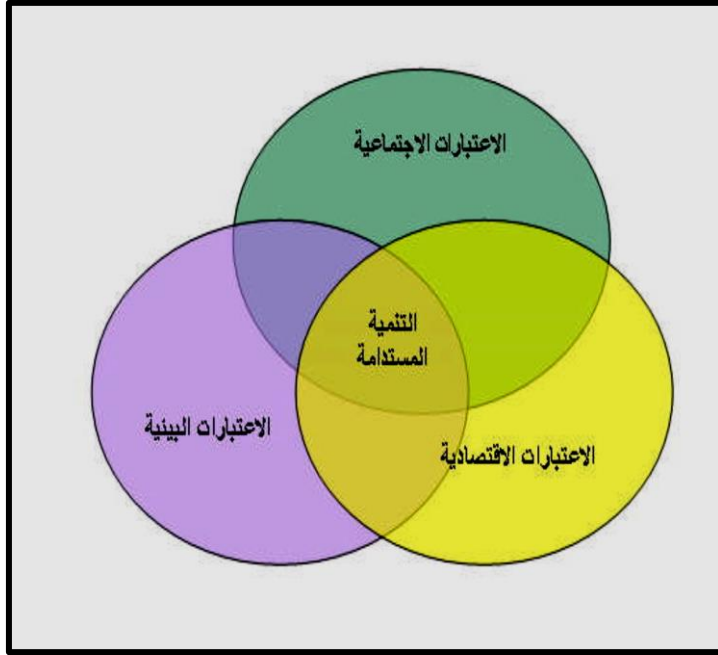 الاعتبارات الاجتماعية
التنمية
المستدامة
الاعتبارات البيئية
الاعتبارات الاقتصادية